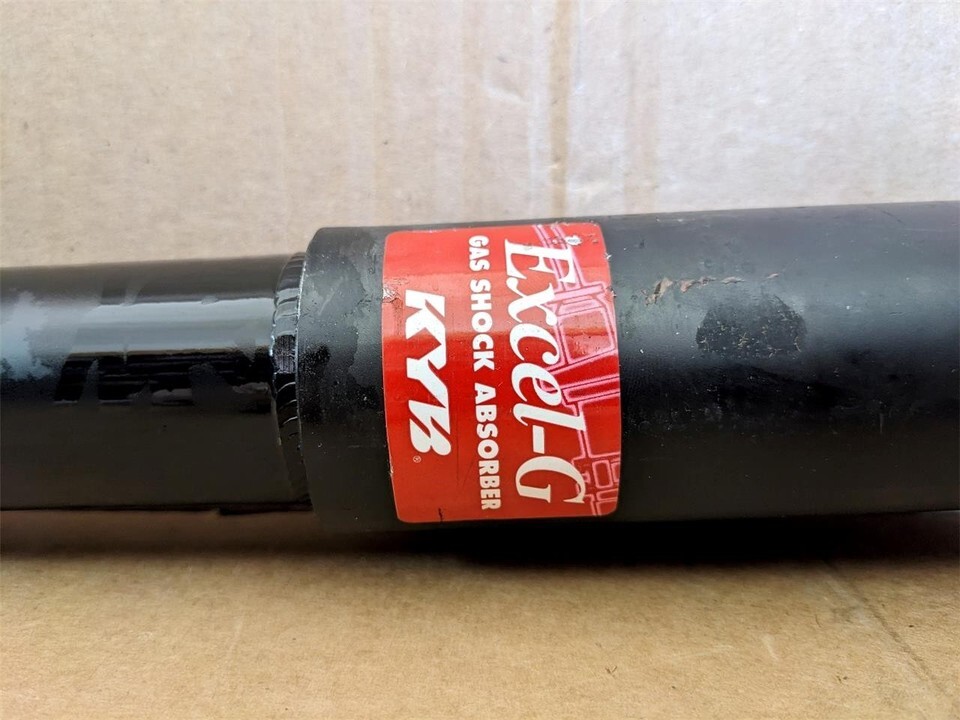 Excel-G
GAS SHOCK ABSORBER
KYB®